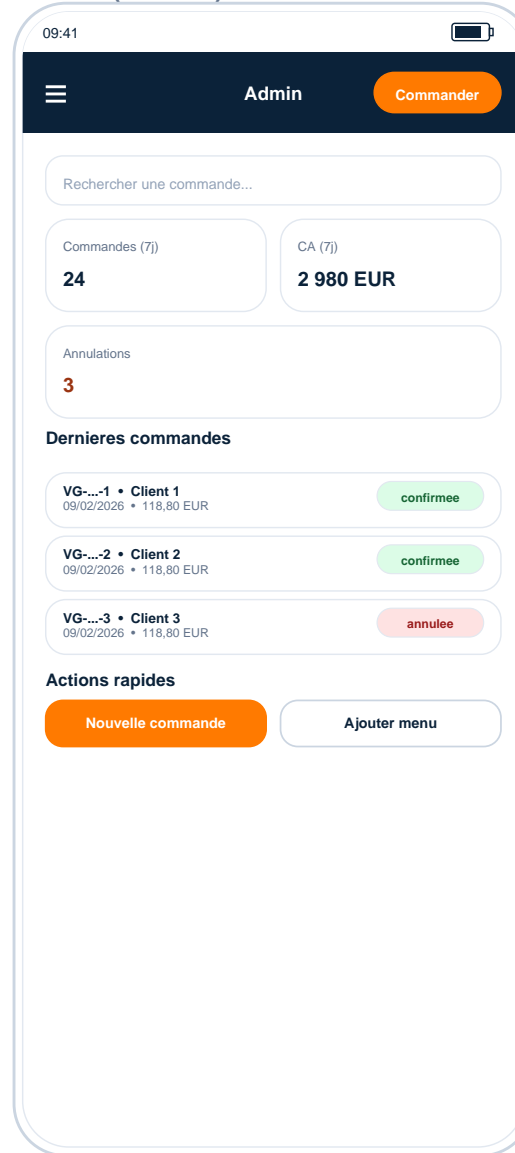 09:41
Admin
Commander
Rechercher une commande...
Commandes (7j)
24
CA (7j)
2 980 EUR
Annulations
3
Dernieres commandes
VG-...-1 • Client 1
09/02/2026 • 118,80 EUR
confirmee
VG-...-2 • Client 2
09/02/2026 • 118,80 EUR
confirmee
VG-...-3 • Client 3
09/02/2026 • 118,80 EUR
annulee
Actions rapides
Nouvelle commande
Ajouter menu